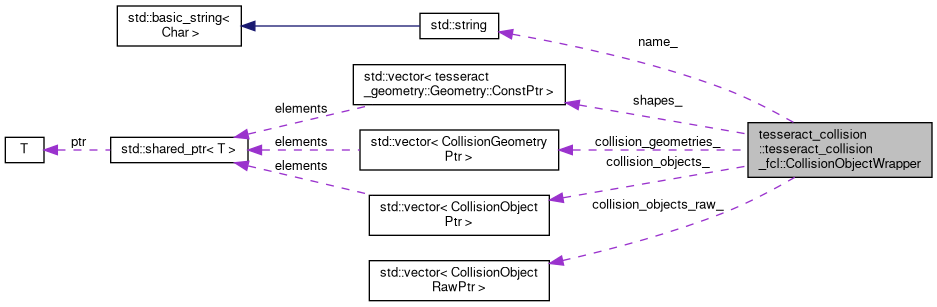 std::basic_string<
Char >
std::string
name_
std::vector< tesseract
_geometry::Geometry::ConstPtr >
shapes_
elements
T
ptr
std::shared_ptr< T >
elements
std::vector< CollisionGeometry
Ptr >
collision_geometries_
tesseract_collision
::tesseract_collision
_fcl::CollisionObjectWrapper
elements
collision_objects_
std::vector< CollisionObject
Ptr >
collision_objects_raw_
std::vector< CollisionObject
RawPtr >